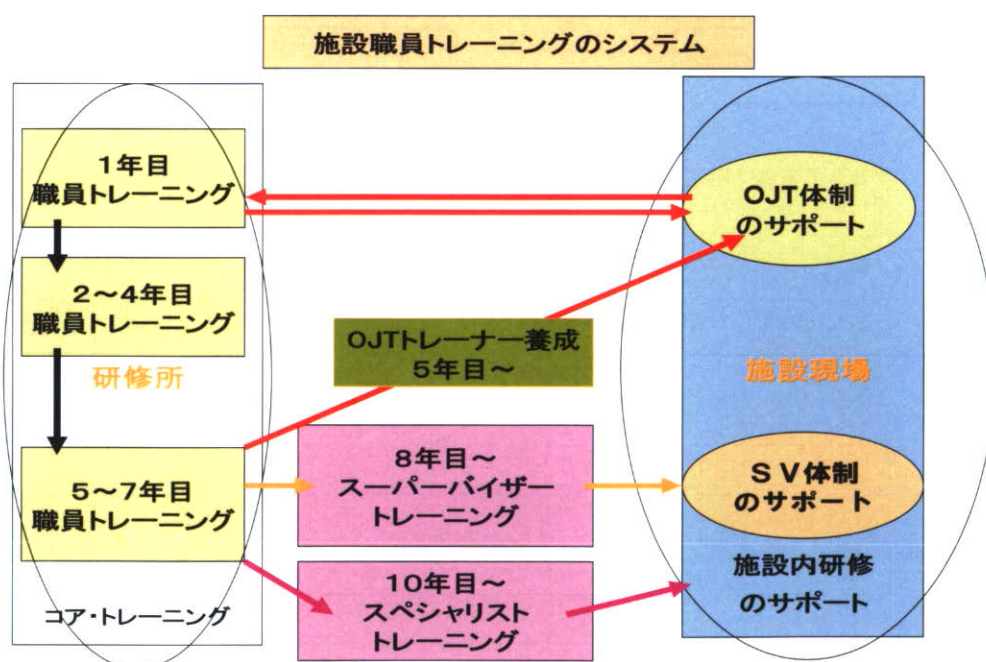 施設職員トレーニングのシステム
1年目
職員トレーニング
2～4年目
職員トレーニング
研修所
5～7年目
職員トレーニング
コア・トレーニング
OJTトレーナー養成
5年目～
8年目～
スーパーバイザー
トレーニング
10年目～
スペシャリスト
トレーニング
OJT体制
のサポート
施設現場
SV体制
のサポート
施設内研修
のサポート